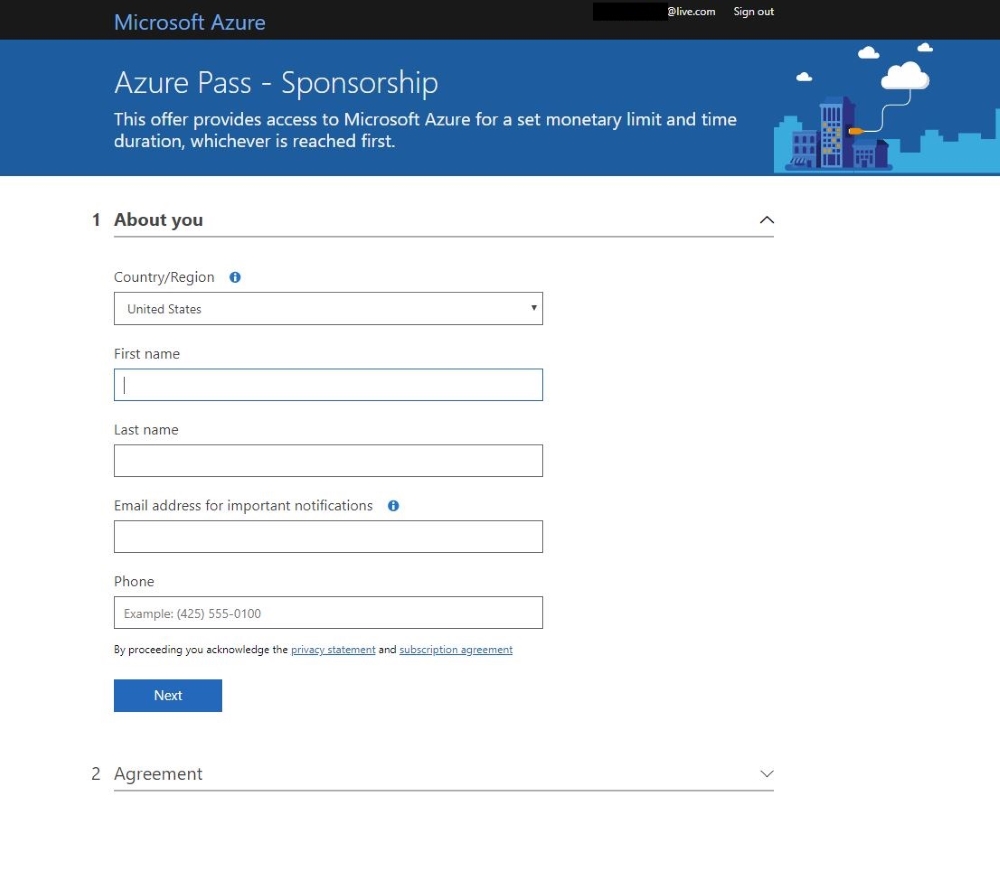 Microsoft Azure
@live.com Sign out
Azure Pass - Sponsorship
This offer provides access to Microsoft Azure for a set monetary limit and time
duration, whichever is reached first.
1 About you
Country/Region
United States
First name
Last name
Email address for important notifications
Phone
Example: (425) 555-0100
By proceeding you acknowledge the privacy statement and subscription agreement
Next
2 Agreement